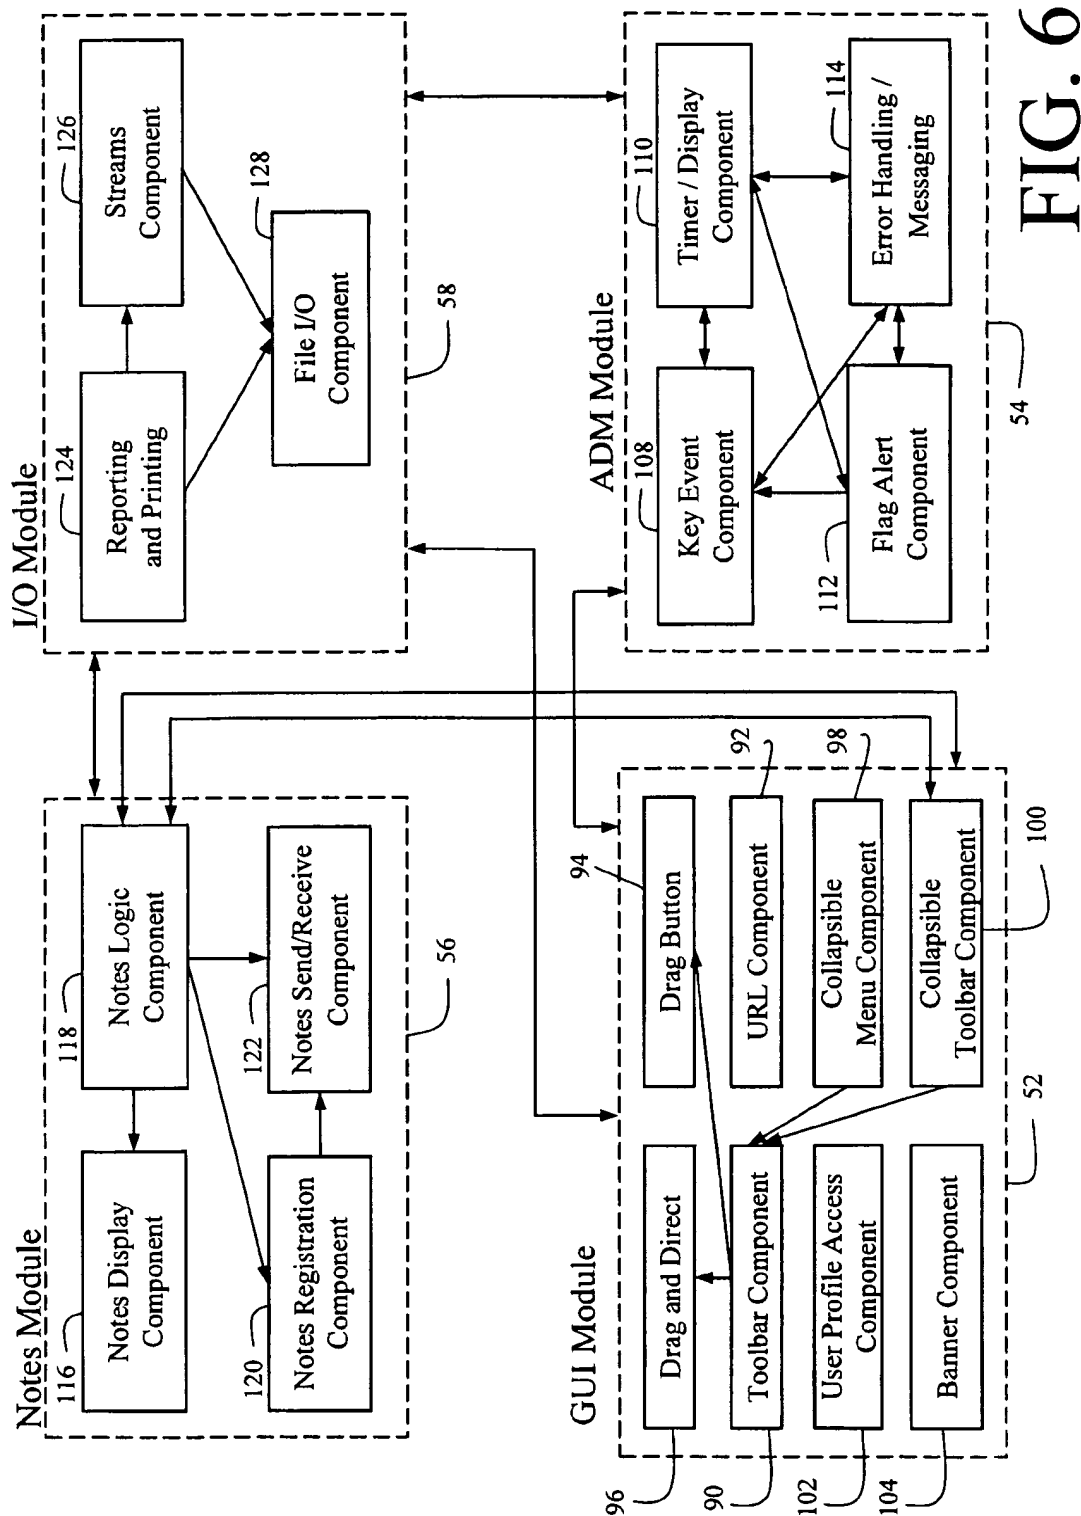 Notes Module
116
Notes Display
Component
118
Notes Logic
Component
120
Notes Registration
Component
122
Notes Send/Receive
Component
56
I/O Module
124
Reporting
and Printing
126
Streams
Component
128
File I/O
Component
58
GUI Module
96
Drag and Direct
94
Drag Button
90
Toolbar Component
92
URL Component
102
User Profile Access
Component
98
Collapsible
Menu Component
104
Banner Component
100
Collapsible
Toolbar Component
52
ADM Module
108
Key Event
Component
110
Timer / Display
Component
112
Flag Alert
Component
114
Error Handling /
Messaging
54
FIG. 6